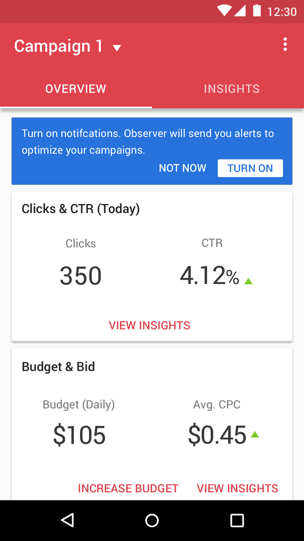 12:30
Campaign 1
OVERVIEW INSIGHTS
Turn on notifcations. Observer will send you alerts to
optimize your campaigns.
NOT NOW TURN ON
Clicks & CTR (Today)
Clicks CTR
350 4.12%
VIEW INSIGHTS
Budget & Bid
Budget (Daily) Avg. CPC
$105 $0.45
INCREASE BUDGET VIEW INSIGHTS